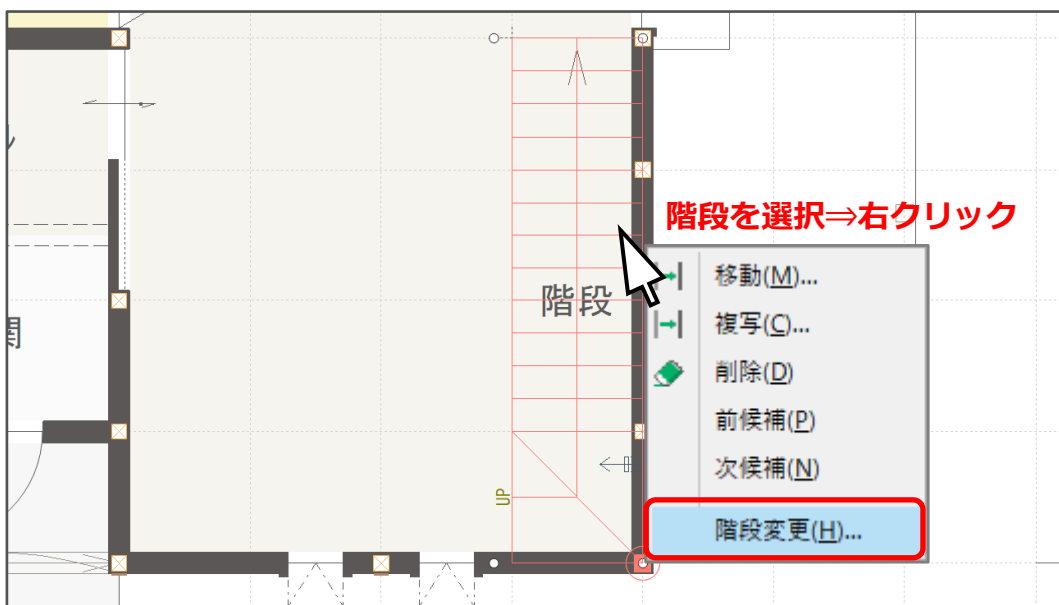 階段を選択⇒右クリック
移動(M)...
複写(C)...
削除(D)
前候補(P)
次候補(N)
階段変更(H)...
階段
UP